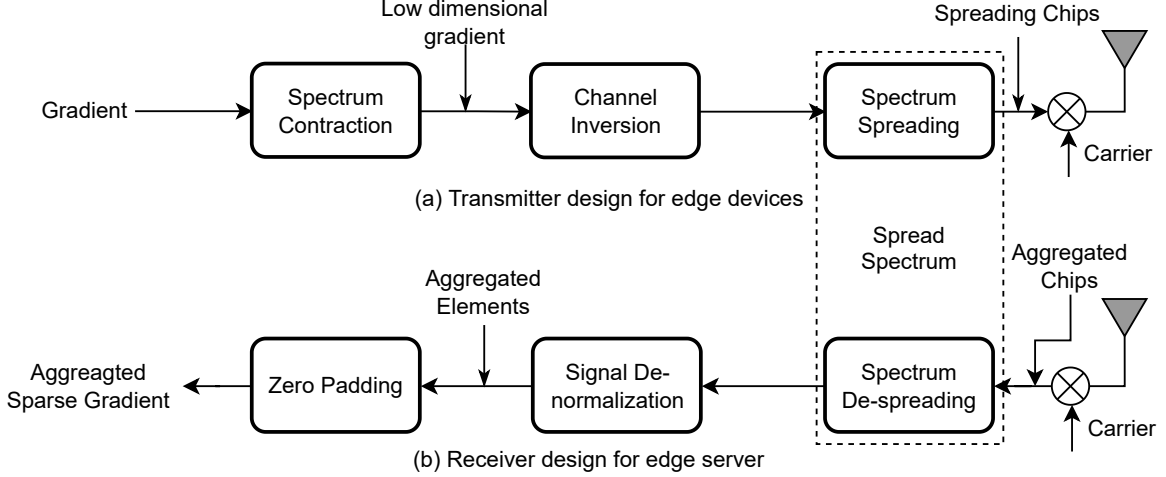 Low dimensional
gradient
Spreading Chips
Gradient
Spectrum
Contraction
Channel
Inversion
Spectrum
Spreading
Carrier
(a) Transmitter design for edge devices
Spread
Spectrum
Aggregated
Chips
Aggregated
Elements
Aggreagted
Sparse Gradient
Zero Padding
Signal De-
normalization
Spectrum
De-spreading
Carrier
(b) Receiver design for edge server